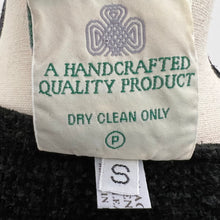 A HANDCRAFTED
QUALITY PRODUCT
DRY CLEAN ONLY
P
S